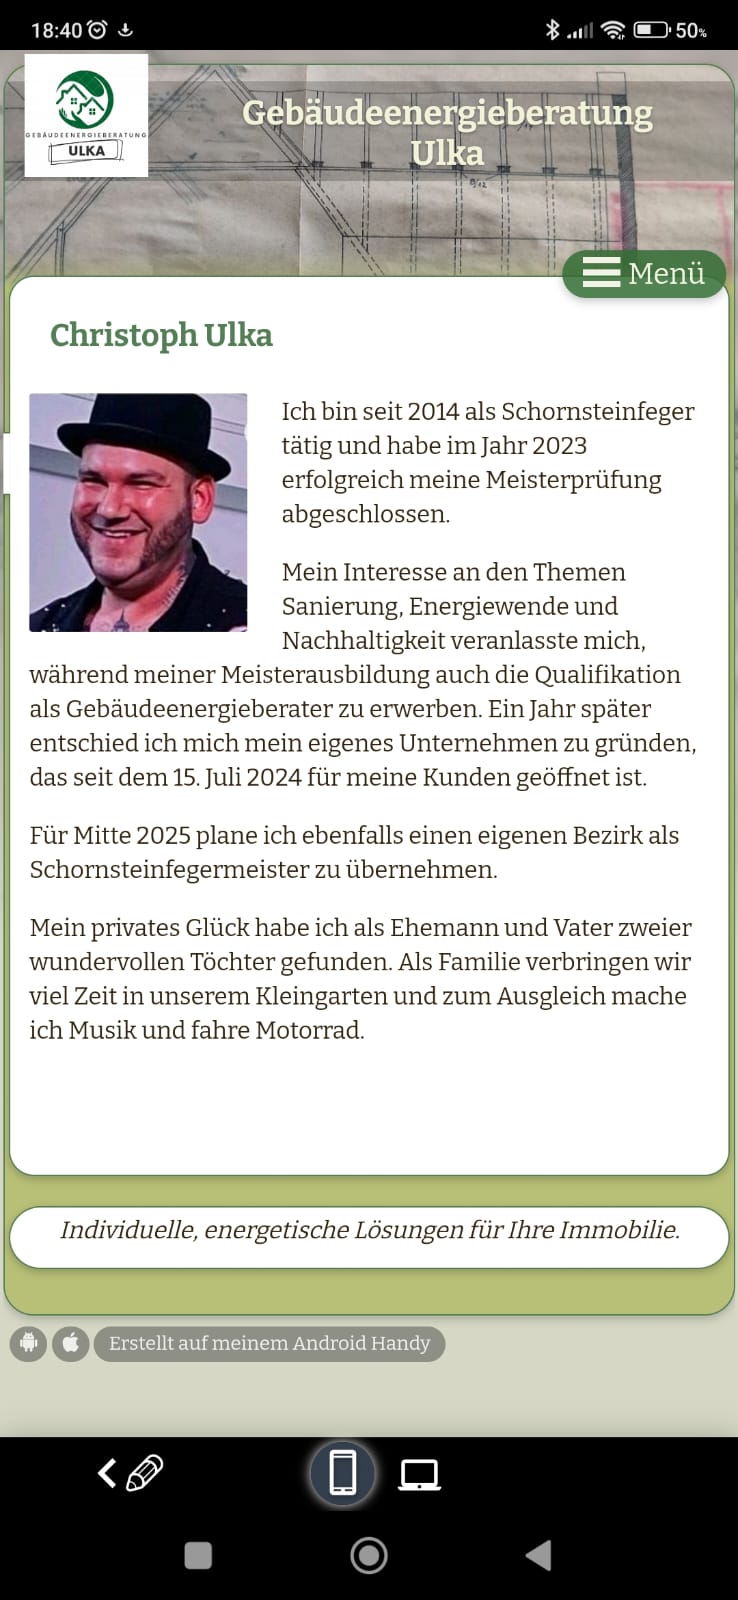 18:40
50%
GEBÄUDEENERGIEBERATUNG
ULKA
Gebäudeenergieberatung
Ulka
Menü
Christoph Ulka
Ich bin seit 2014 als Schornsteinfeger
tätig und habe im Jahr 2023
erfolgreich meine Meisterprüfung
abgeschlossen.
Mein Interesse an den Themen
Sanierung, Energiewende und
Nachhaltigkeit veranlasste mich,
während meiner Meisterausbildung auch die Qualifikation
als Gebäudeenergieberater zu erwerben. Ein Jahr später
entschied ich mich mein eigenes Unternehmen zu gründen,
das seit dem 15. Juli 2024 für meine Kunden geöffnet ist.
Für Mitte 2025 plane ich ebenfalls einen eigenen Bezirk als
Schornsteinfegermeister zu übernehmen.
Mein privates Glück habe ich als Ehemann und Vater zweier
wundervollen Töchter gefunden. Als Familie verbringen wir
viel Zeit in unserem Kleingarten und zum Ausgleich mache
ich Musik und fahre Motorrad.
Individuelle, energetische Lösungen für Ihre Immobilie.
Erstellt auf meinem Android Handy